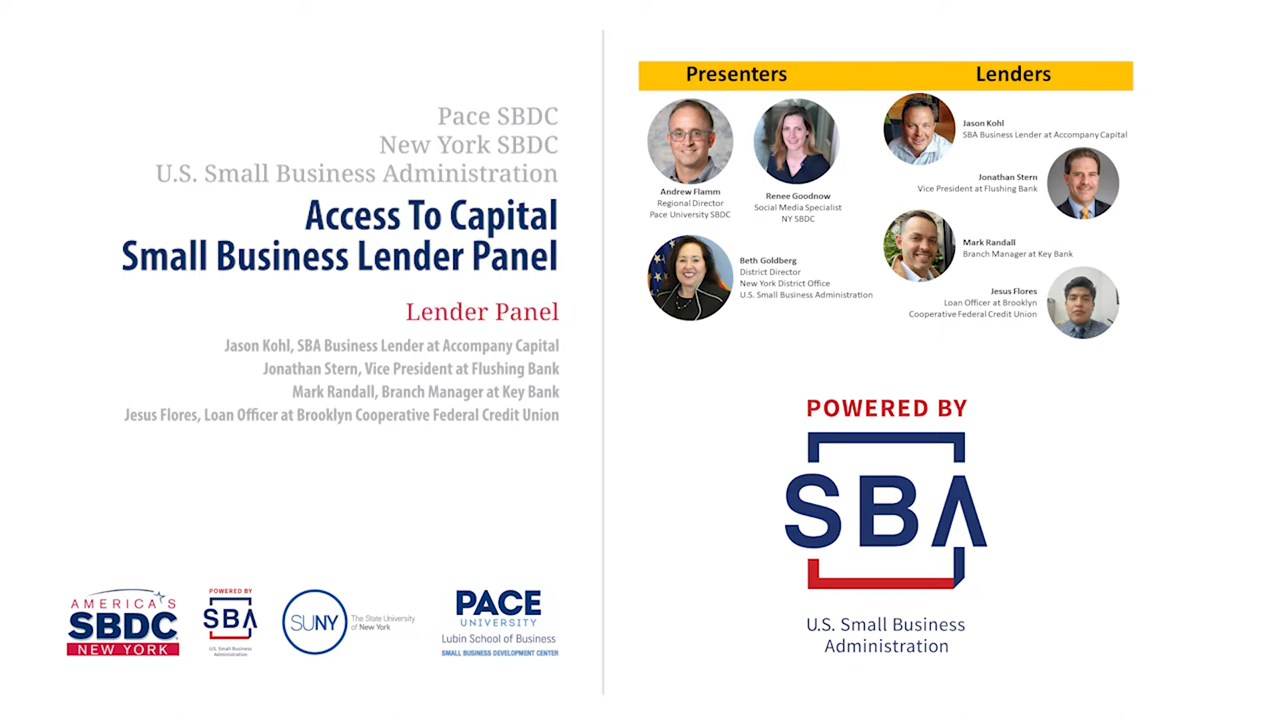 Pace SBDC
New York SBDC
U.S. Small Business Administration
Access To Capital
Small Business Lender Panel
Lender Panel
Jason Kohl, SBA Business Lender at Accompany Capital
Jonathan Stern, Vice President at Flushing Bank
Mark Randall, Branch Manager at Key Bank
Jesus Flores, Loan Officer at Brooklyn Cooperative Federal Credit Union
AMERICA'S
SBDC
NEW YORK
POWERED BY
SBA
U.S. Small Business
Administration
SUNY
The State University
of New York
PACE
UNIVERSITY
Lubin School of Business
SMALL BUSINESS DEVELOPMENT CENTER
Presenters
Lenders
Andrew Flamm
Regional Director
Pace University SBDC
Renee Goodnow
Social Media Specialist
NY SBDC
Beth Goldberg
District Director
New York District Office
U.S. Small Business Administration
Jason Kohl
SBA Business Lender at Accompany Capital
Jonathan Stern
Vice President at Flushing Bank
Mark Randall
Branch Manager at Key Bank
Jesus Flores
Loan Officer at Brooklyn
Cooperative Federal Credit Union
POWERED BY
SBA
U.S. Small Business
Administration